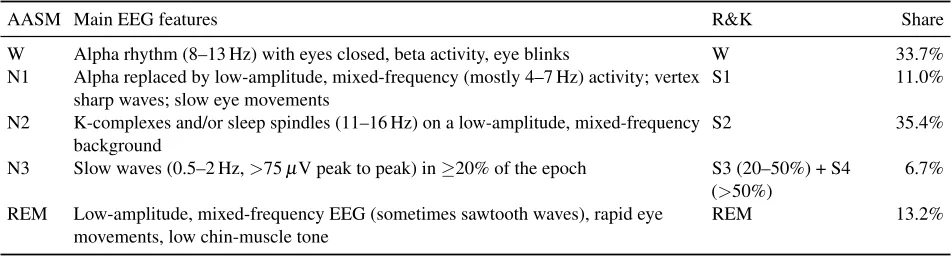 AASM Main EEG features R&K Share
W Alpha rhythm (8–13 Hz) with eyes closed, beta activity, eye blinks W 33.7%
N1 Alpha replaced by low-amplitude, mixed-frequency (mostly 4–7 Hz) activity; vertex S1 11.0%
sharp waves; slow eye movements
N2 K-complexes and/or sleep spindles (11–16 Hz) on a low-amplitude, mixed-frequency S2 35.4%
background
N3 Slow waves (0.5–2 Hz, >75 μV peak to peak) in ≥20% of the epoch S3 (20–50%) + S4 6.7%
(>50%)
REM Low-amplitude, mixed-frequency EEG (sometimes sawtooth waves), rapid eye REM 13.2%
movements, low chin-muscle tone